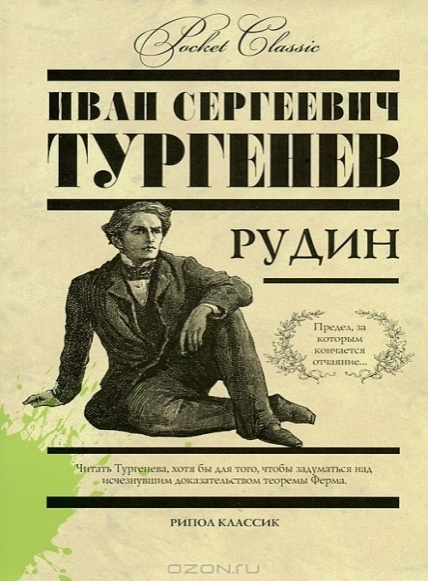 Pocket Classic
ИВАН СЕРГЕЕВИЧ
ТУРГЕНЕВ
РУДИН
Предел, за
которым
кончается
отчаяние...
Читать Тургенева, хотя бы для того, чтобы задуматься над
исчезнувшим доказательством теоремы Ферма.
РИПОЛ КЛАССИК
OZON.ru